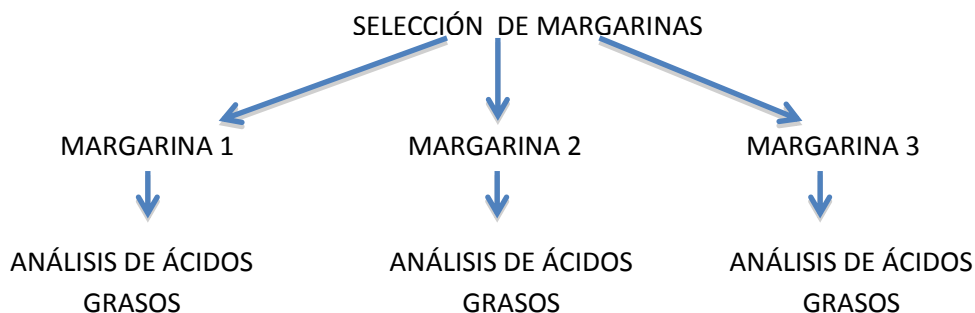 SELECCIÓN DE MARGARINAS
MARGARINA 1
MARGARINA 2
MARGARINA 3
ANÁLISIS DE ÁCIDOS
GRASOS
ANÁLISIS DE ÁCIDOS
GRASOS
ANÁLISIS DE ÁCIDOS
GRASOS